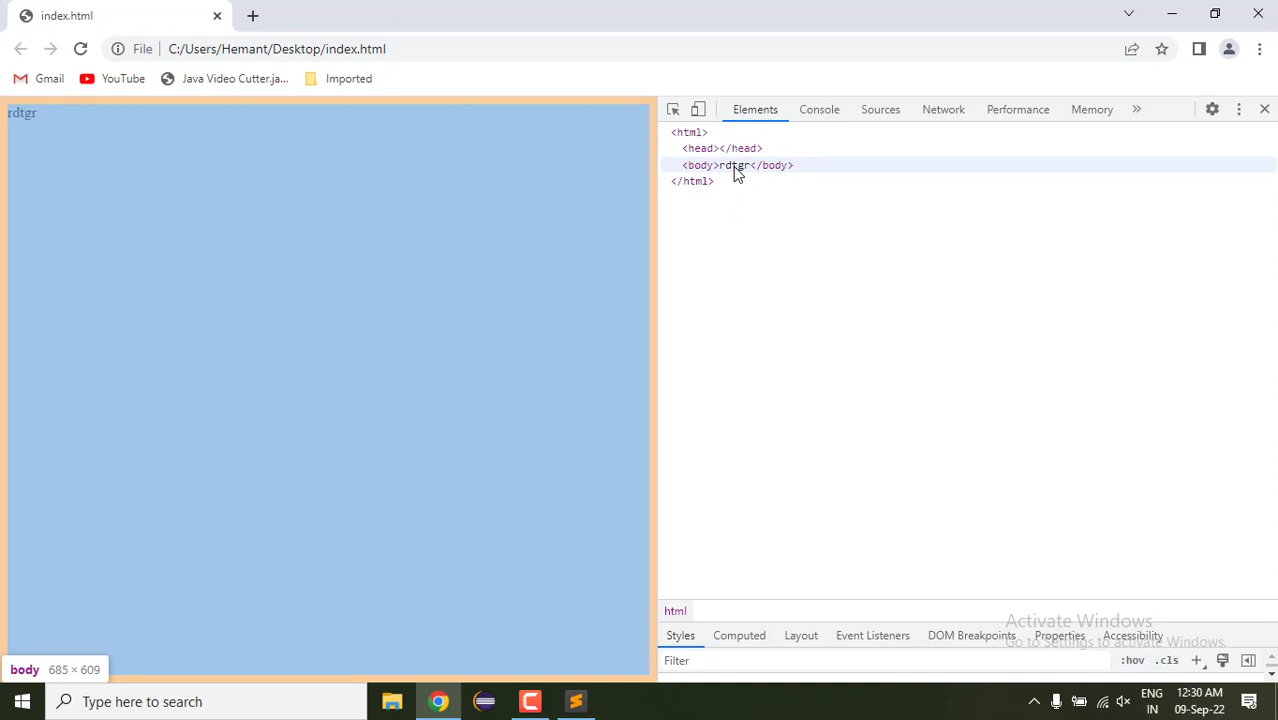 index.html
File C:/Users/Hemant/Desktop/index.html
Gmail YouTube Java Video Cutter.ja... Imported
rdtgr
Elements Console Sources Network Performance Memory »
<html>
<head></head>
<body>rdtgr</body>
</html>
html
Activate Windows
Go to Settings to activate Windows.
Styles Computed Layout Event Listeners DOM Breakpoints Properties Accessibility
Filter :hov .cls
body 685 × 609
Type here to search
ENG
IN
12:30 AM
09-Sep-22